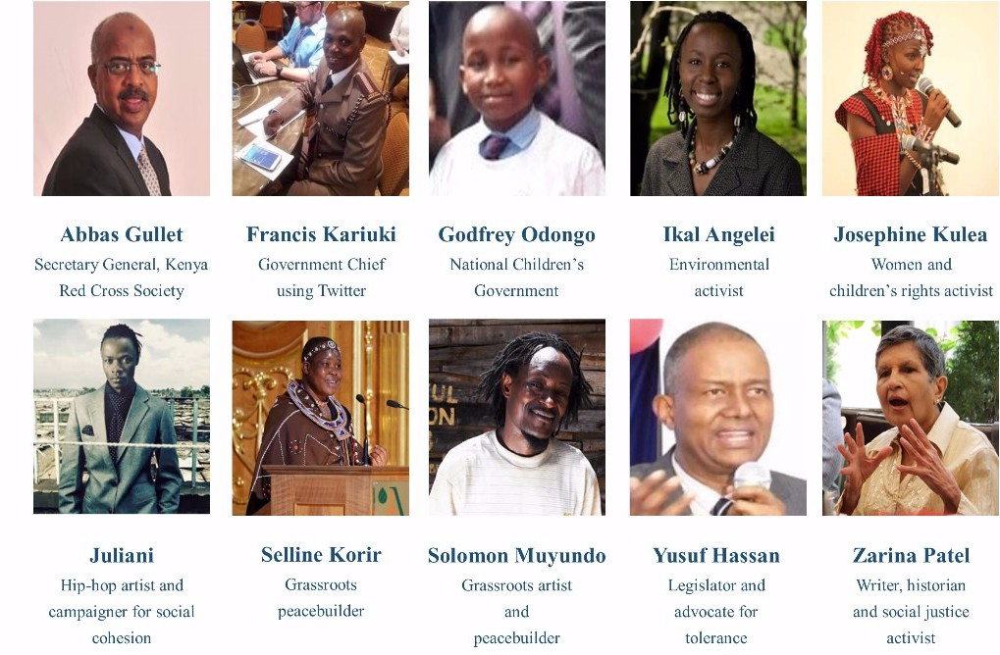 Abbas Gullet
Secretary General, Kenya
Red Cross Society
Francis Kariuki
Government Chief
using Twitter
Godfrey Odongo
National Children’s
Government
Ikal Angelei
Environmental
activist
Josephine Kulea
Women and
children’s rights activist
UL
ON
Juliani
Hip-hop artist and
campaigner for social
cohesion
Selline Korir
Grassroots
peacebuilder
Solomon Muyundo
Grassroots artist
and
peacebuilder
Yusuf Hassan
Legislator and
advocate for
tolerance
Zarina Patel
Writer, historian
and social justice
activist